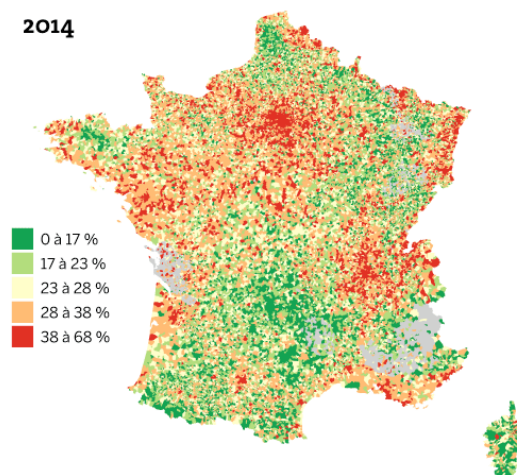 2014
0 à 17 %
17 à 23 %
23 à 28 %
28 à 38 %
38 à 68 %